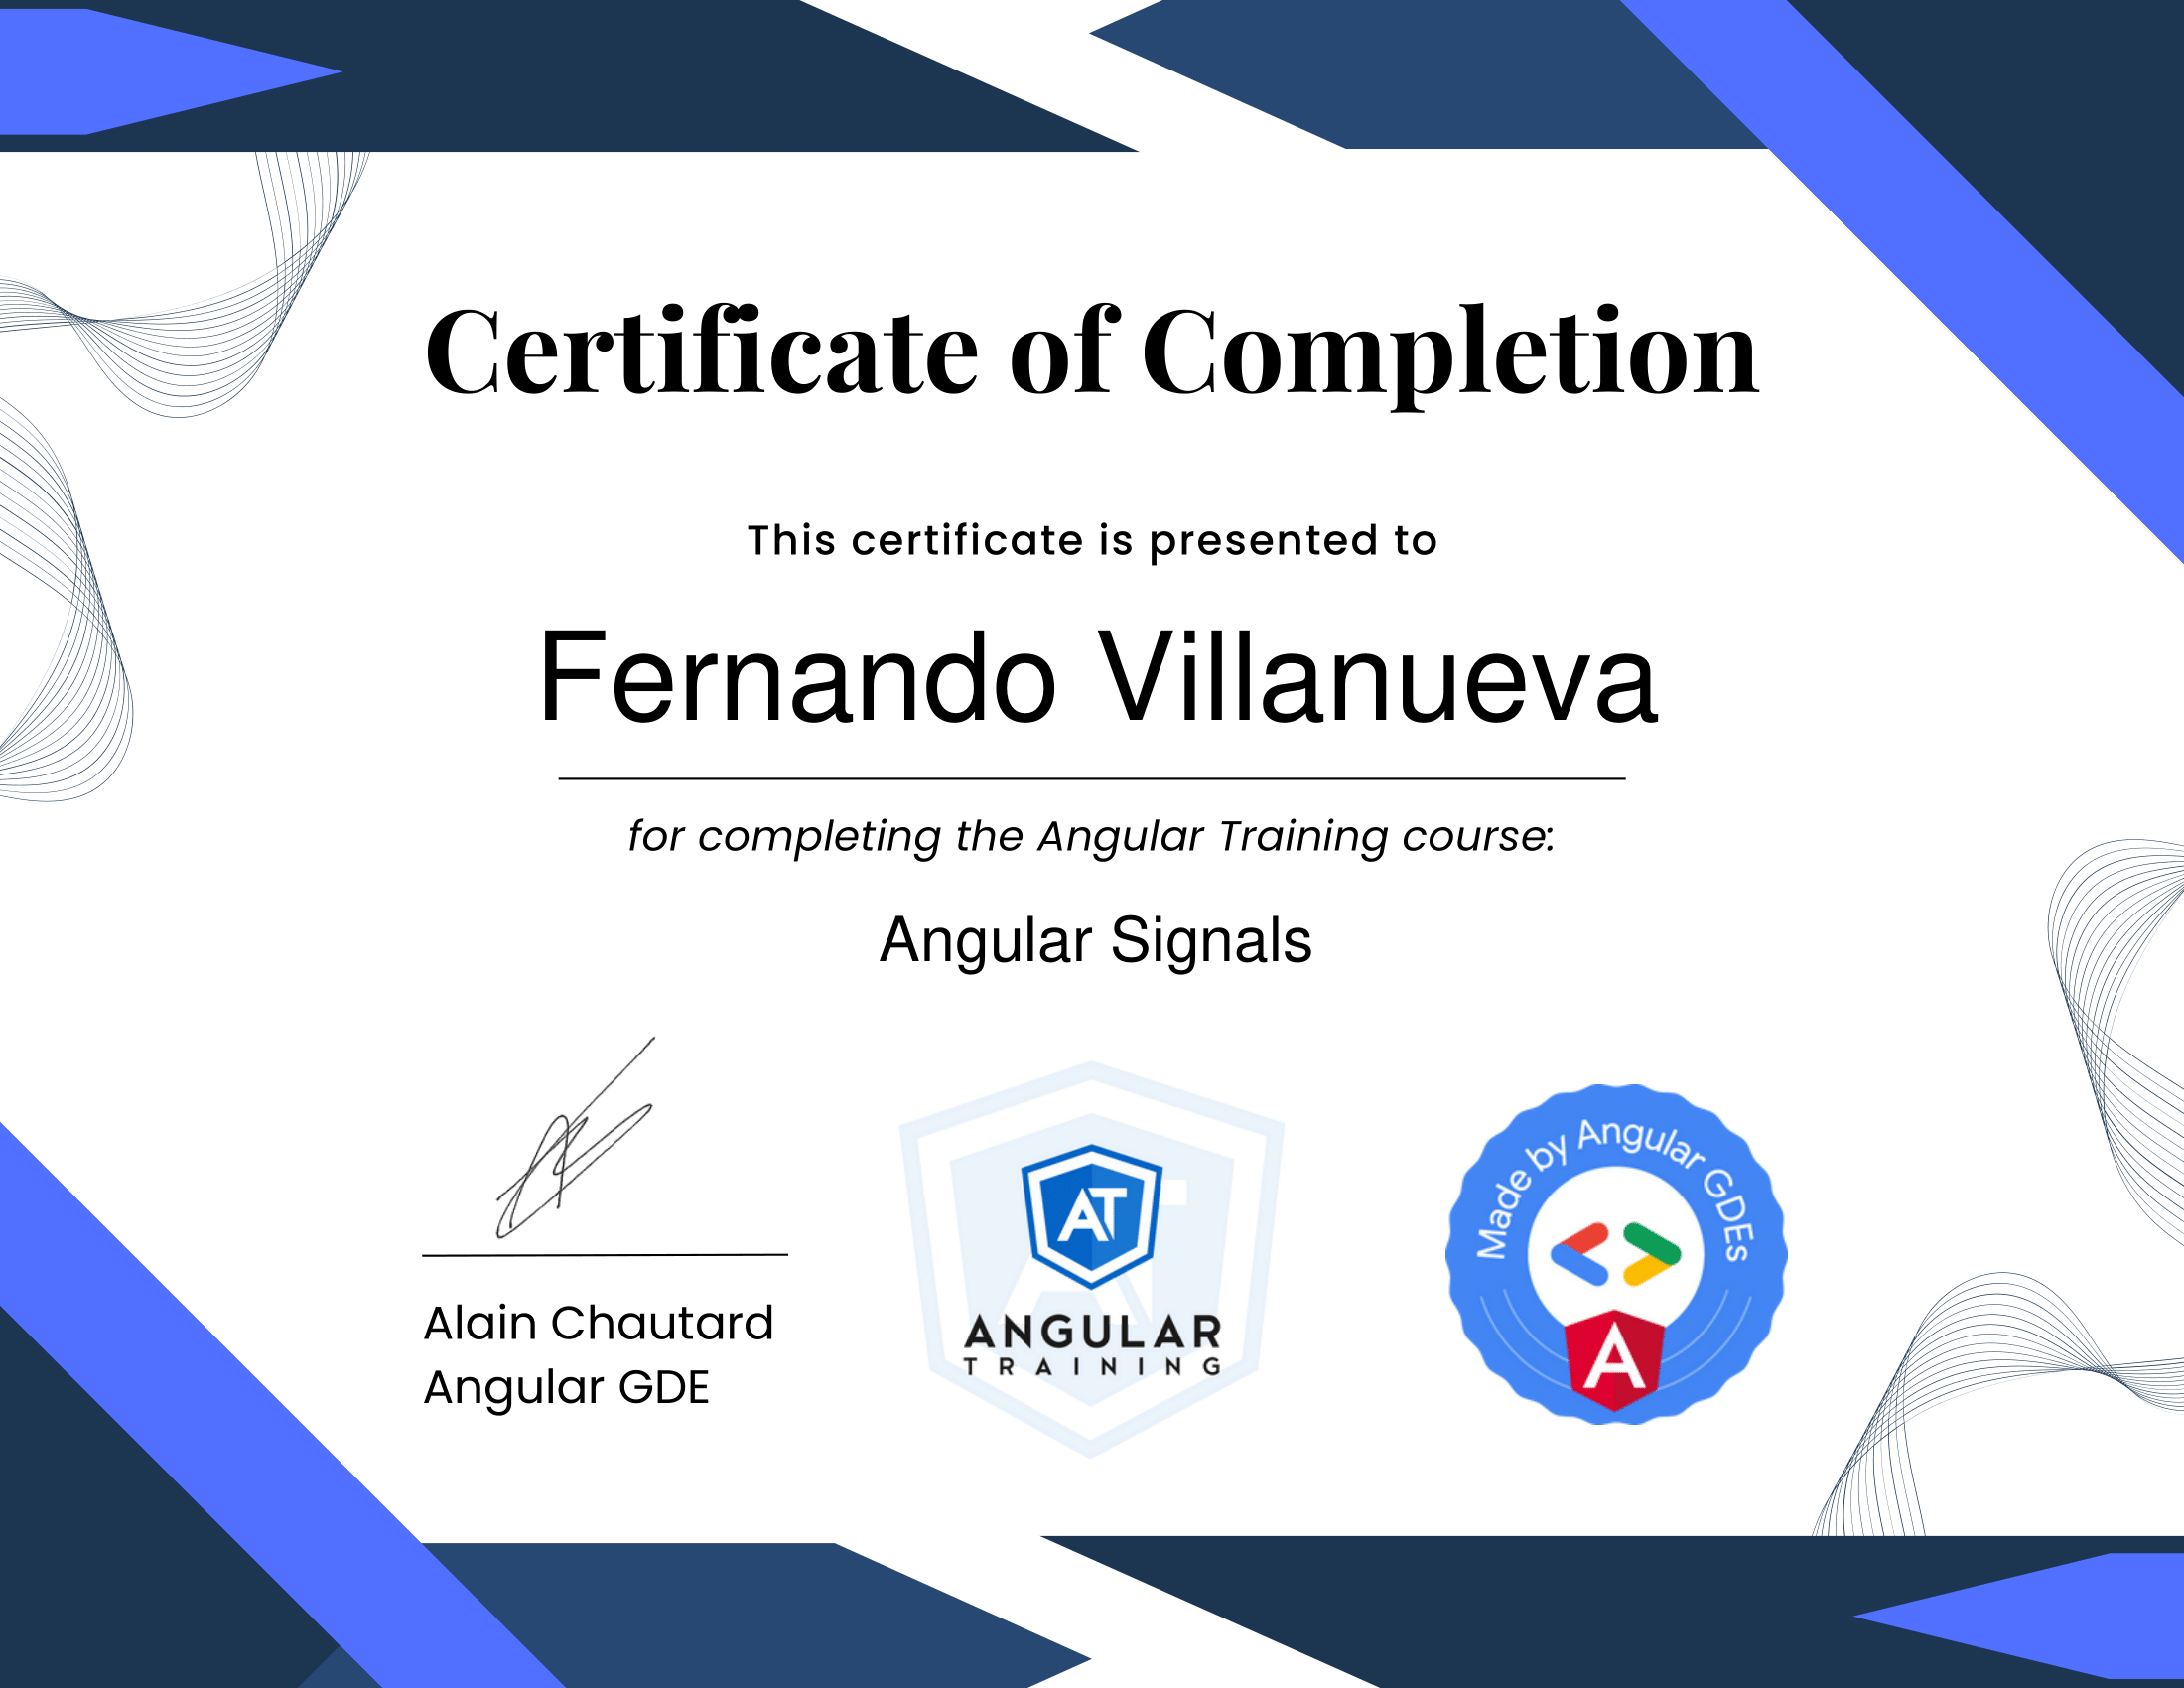 Certificate of Completion
This certificate is presented to
Fernando Villanueva
for completing the Angular Training course:
Angular Signals
Alain Chautard
Angular GDE
AT
ANGULAR
TRAINING
Made by Angular GDEs
A